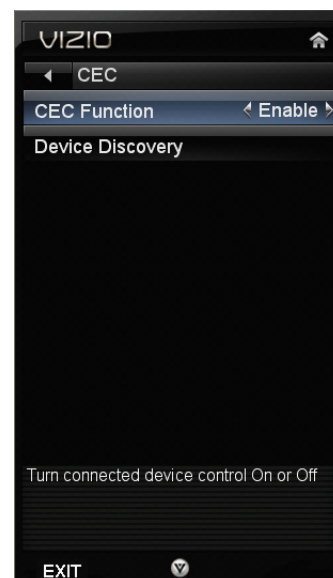 VIZIO
CEC
CEC Function Enable
Device Discovery
Turn connected device control On or Off
EXIT